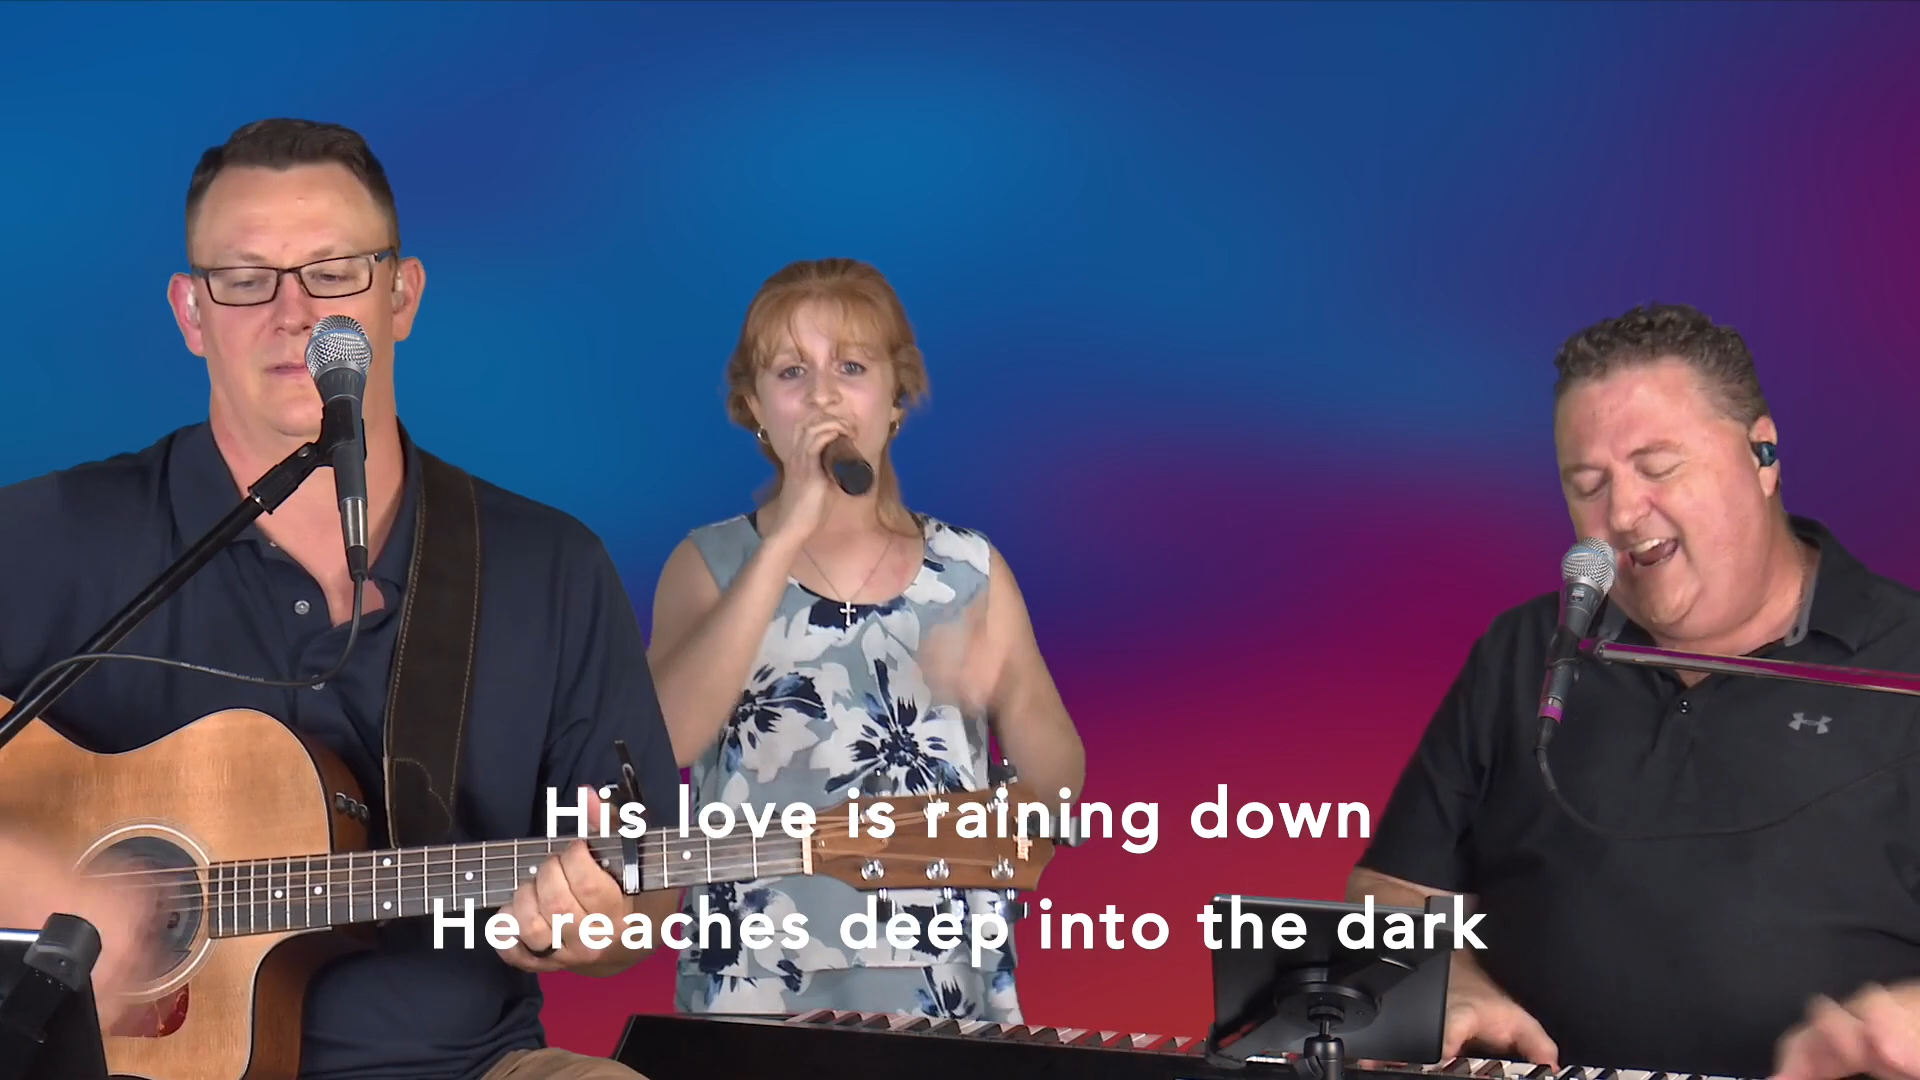 His love is raining down
He reaches deep into the dark